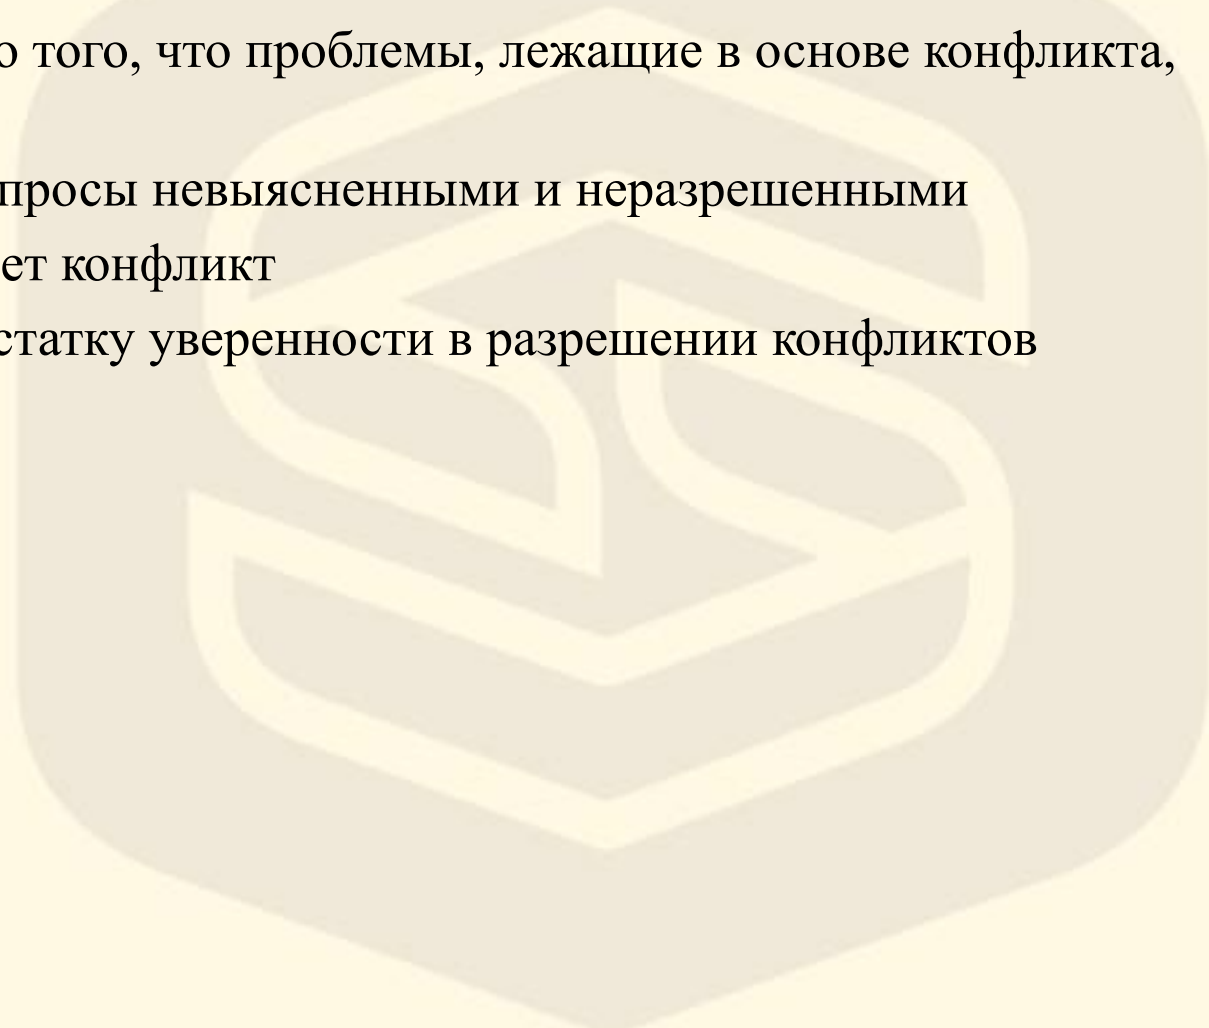 о того, что проблемы, лежащие в основе конфликта,
просы невыясненными и неразрешенными
ет конфликт
статку уверенности в разрешении конфликтов